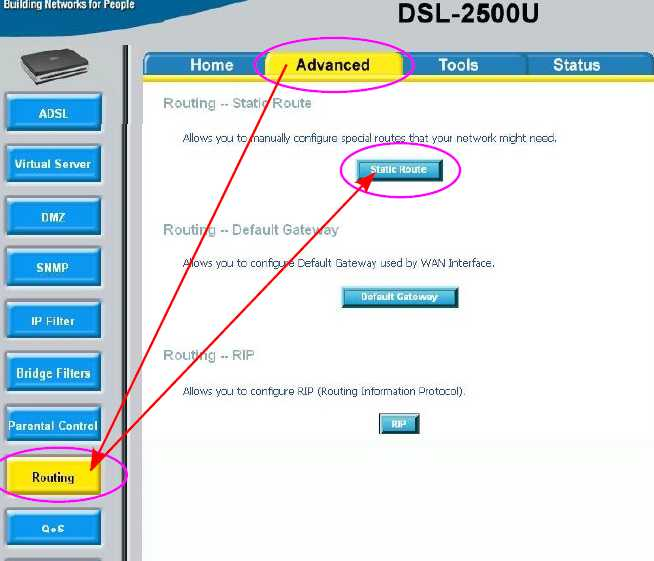 Building Networks for People
DSL-2500U
Home Advanced Tools Status
ADSL
Virtual Server
DMZ
SNMP
IP Filter
Bridge Filters
Parental Control
Routing
QoS
Routing -- Static Route
Allows you to manually configure special routes that your network might need.
Static Route
Routing -- Default Gateway
Allows you to configure Default Gateway used by WAN Interface.
Default Gateway
Routing -- RIP
Allows you to configure RIP (Routing Information Protocol).
RIP